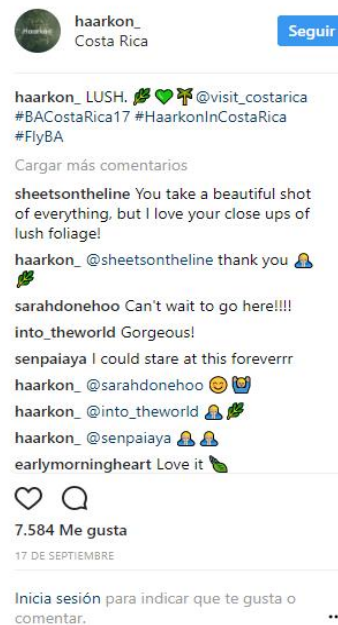 haarkon_
Costa Rica
Seguir
haarkon_ LUSH. 🌿💚🌴@visit_costarica
#BACostaRica17 #HaarkonInCostaRica
#FlyBA
Cargar más comentarios
sheetsontheline You take a beautiful shot
of everything, but I love your close ups of
lush foliage!
haarkon_ @sheetsontheline thank you 🙏
🌿
sarahdonehoo Can't wait to go here!!!!
into_theworld Gorgeous!
senpaiaya I could stare at this foreverrr
haarkon_ @sarahdonehoo 😊🙌
haarkon_ @into_theworld 🙏🌿
haarkon_ @senpaiaya 🙏🙏
earlymorningheart Love it 🍃
7.584 Me gusta
17 DE SEPTIEMBRE
Inicia sesión para indicar que te gusta o
comentar.